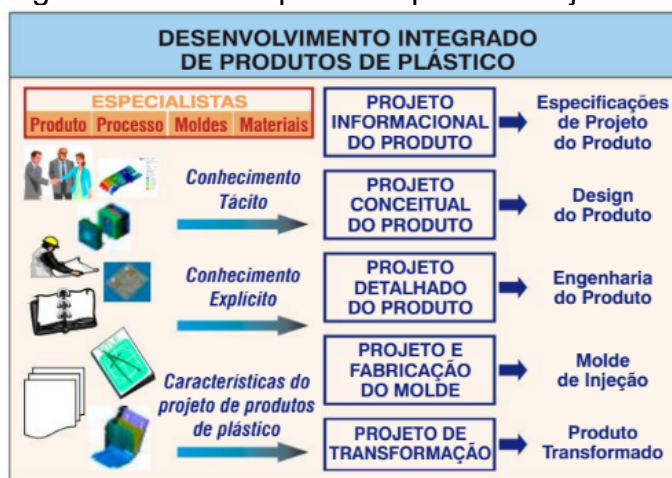 DESENVOLVIMENTO INTEGRADO
DE PRODUTOS DE PLÁSTICO
ESPECIALISTAS
Produto Processo Moldes Materiais
Conhecimento
Tácito
Conhecimento
Explícito
Características do
projeto de produtos
de plástico
PROJETO
INFORMACIONAL
DO PRODUTO
Especificações
de Projeto
do Produto
PROJETO
CONCEITUAL
DO PRODUTO
Design
do Produto
PROJETO
DETALHADO
DO PRODUTO
Engenharia
do Produto
PROJETO E
FABRICAÇÃO
DO MOLDE
Molde
de Injeção
PROJETO DE
TRANSFORMAÇÃO
Produto
Transformado